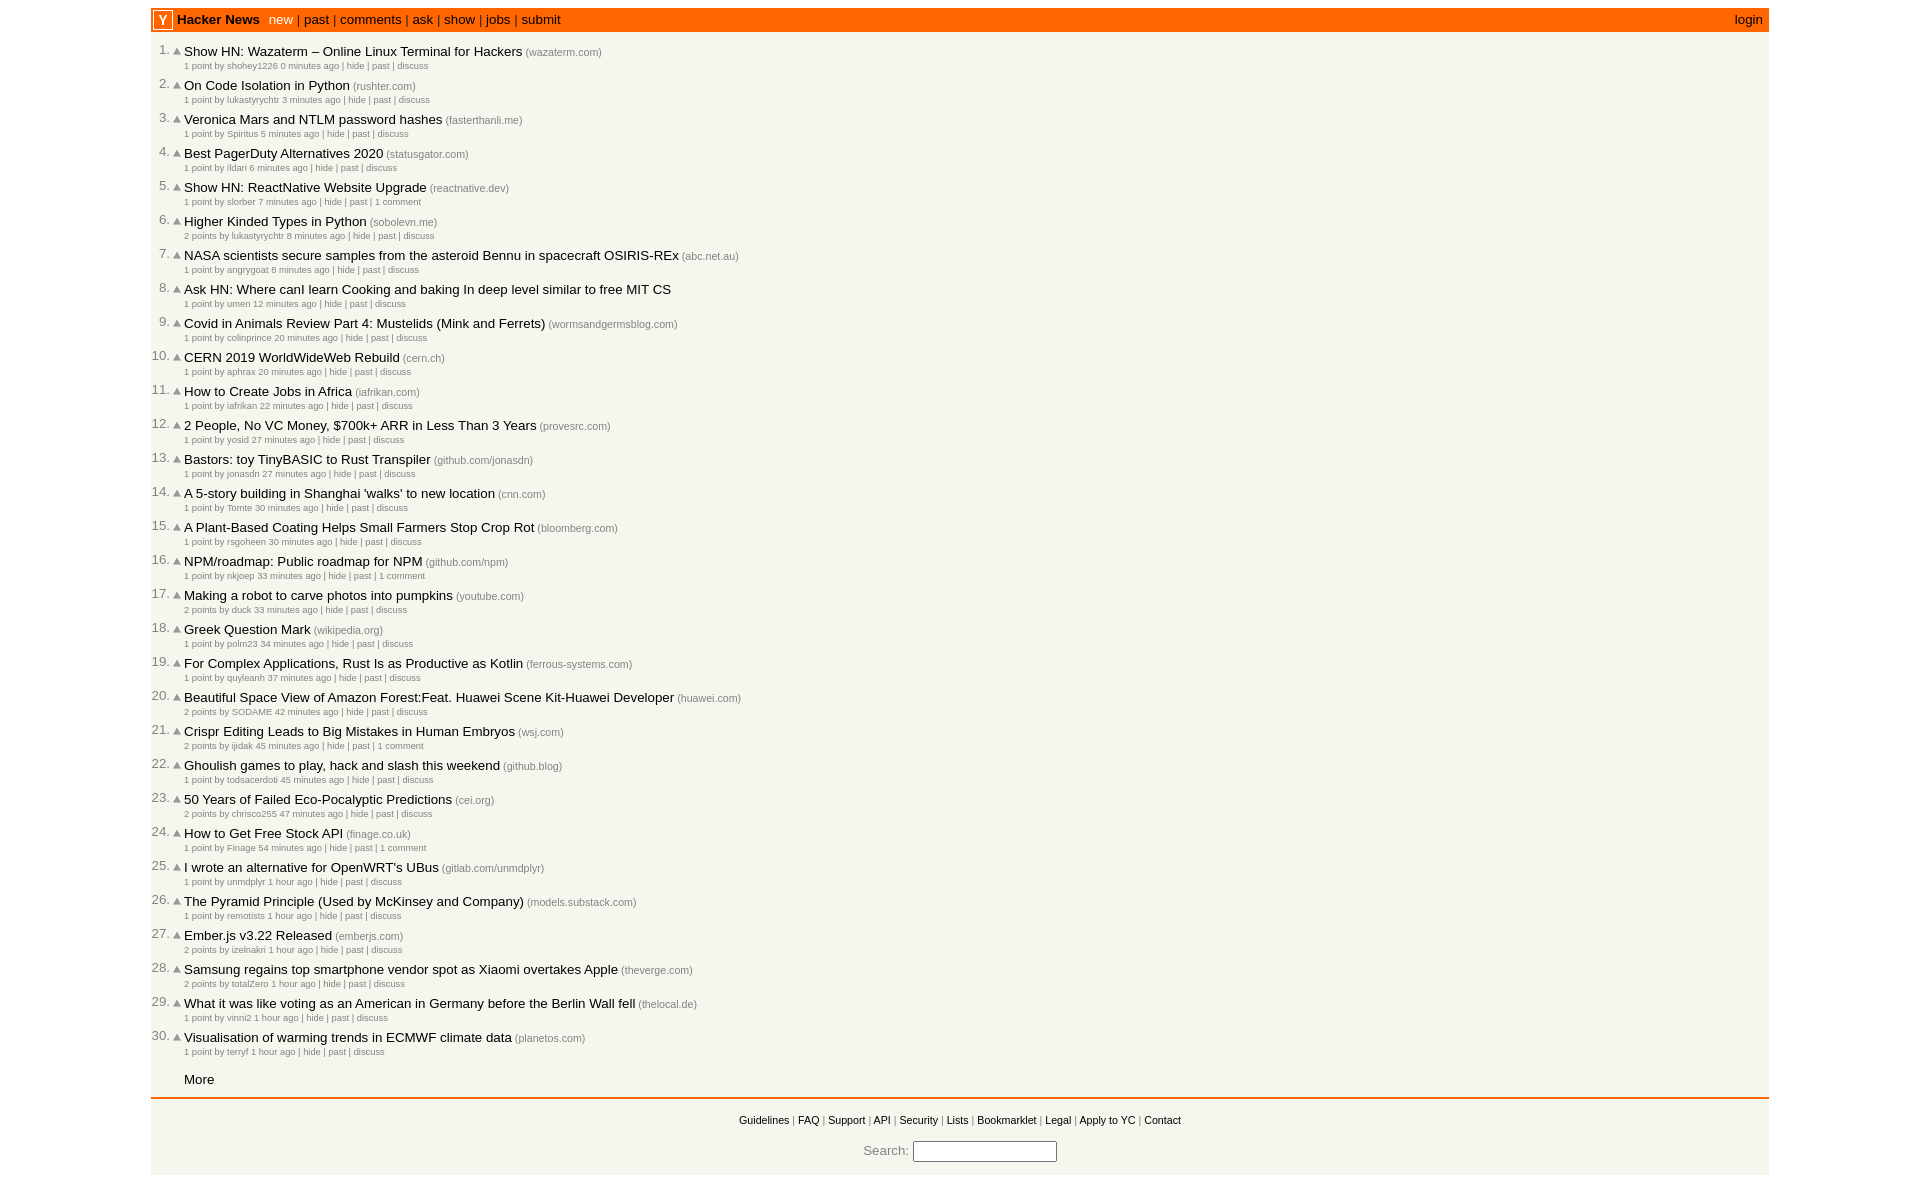 Y Hacker News new | past | comments | ask | show | jobs | submit login
1. Show HN: Wazaterm – Online Linux Terminal for Hackers (wazaterm.com)
1 point by shohey1226 0 minutes ago | hide | past | discuss
2. On Code Isolation in Python (rushter.com)
1 point by lukastyrychtr 3 minutes ago | hide | past | discuss
3. Veronica Mars and NTLM password hashes (fasterthanli.me)
1 point by Spiritus 5 minutes ago | hide | past | discuss
4. Best PagerDuty Alternatives 2020 (statusgator.com)
1 point by ildari 6 minutes ago | hide | past | discuss
5. Show HN: ReactNative Website Upgrade (reactnative.dev)
1 point by slorber 7 minutes ago | hide | past | 1 comment
6. Higher Kinded Types in Python (sobolevn.me)
2 points by lukastyrychtr 8 minutes ago | hide | past | discuss
7. NASA scientists secure samples from the asteroid Bennu in spacecraft OSIRIS-REx (abc.net.au)
1 point by angrygoat 8 minutes ago | hide | past | discuss
8. Ask HN: Where canI learn Cooking and baking In deep level similar to free MIT CS
1 point by umen 12 minutes ago | hide | past | discuss
9. Covid in Animals Review Part 4: Mustelids (Mink and Ferrets) (wormsandgermsblog.com)
1 point by colinprince 20 minutes ago | hide | past | discuss
10. CERN 2019 WorldWideWeb Rebuild (cern.ch)
1 point by aphrax 20 minutes ago | hide | past | discuss
11. How to Create Jobs in Africa (iafrikan.com)
1 point by iafrikan 22 minutes ago | hide | past | discuss
12. 2 People, No VC Money, $700k+ ARR in Less Than 3 Years (provesrc.com)
1 point by yosid 27 minutes ago | hide | past | discuss
13. Bastors: toy TinyBASIC to Rust Transpiler (github.com/jonasdn)
1 point by jonasdn 27 minutes ago | hide | past | discuss
14. A 5-story building in Shanghai 'walks' to new location (cnn.com)
1 point by Tomte 30 minutes ago | hide | past | discuss
15. A Plant-Based Coating Helps Small Farmers Stop Crop Rot (bloomberg.com)
1 point by rsgoheen 30 minutes ago | hide | past | discuss
16. NPM/roadmap: Public roadmap for NPM (github.com/npm)
1 point by nkjoep 33 minutes ago | hide | past | 1 comment
17. Making a robot to carve photos into pumpkins (youtube.com)
2 points by duck 33 minutes ago | hide | past | discuss
18. Greek Question Mark (wikipedia.org)
1 point by polm23 34 minutes ago | hide | past | discuss
19. For Complex Applications, Rust Is as Productive as Kotlin (ferrous-systems.com)
1 point by quyleanh 37 minutes ago | hide | past | discuss
20. Beautiful Space View of Amazon Forest:Feat. Huawei Scene Kit-Huawei Developer (huawei.com)
2 points by SODAME 42 minutes ago | hide | past | discuss
21. Crispr Editing Leads to Big Mistakes in Human Embryos (wsj.com)
2 points by ijidak 45 minutes ago | hide | past | 1 comment
22. Ghoulish games to play, hack and slash this weekend (github.blog)
1 point by todsacerdoti 45 minutes ago | hide | past | discuss
23. 50 Years of Failed Eco-Pocalyptic Predictions (cei.org)
2 points by chrisco255 47 minutes ago | hide | past | discuss
24. How to Get Free Stock API (finage.co.uk)
1 point by Finage 54 minutes ago | hide | past | 1 comment
25. I wrote an alternative for OpenWRT's UBus (gitlab.com/unmdplyr)
1 point by unmdplyr 1 hour ago | hide | past | discuss
26. The Pyramid Principle (Used by McKinsey and Company) (models.substack.com)
1 point by remotists 1 hour ago | hide | past | discuss
27. Ember.js v3.22 Released (emberjs.com)
2 points by izelnakri 1 hour ago | hide | past | discuss
28. Samsung regains top smartphone vendor spot as Xiaomi overtakes Apple (theverge.com)
2 points by totalZero 1 hour ago | hide | past | discuss
29. What it was like voting as an American in Germany before the Berlin Wall fell (thelocal.de)
1 point by vinni2 1 hour ago | hide | past | discuss
30. Visualisation of warming trends in ECMWF climate data (planetos.com)
1 point by terryf 1 hour ago | hide | past | discuss
More
Guidelines | FAQ | Support | API | Security | Lists | Bookmarklet | Legal | Apply to YC | Contact
Search: